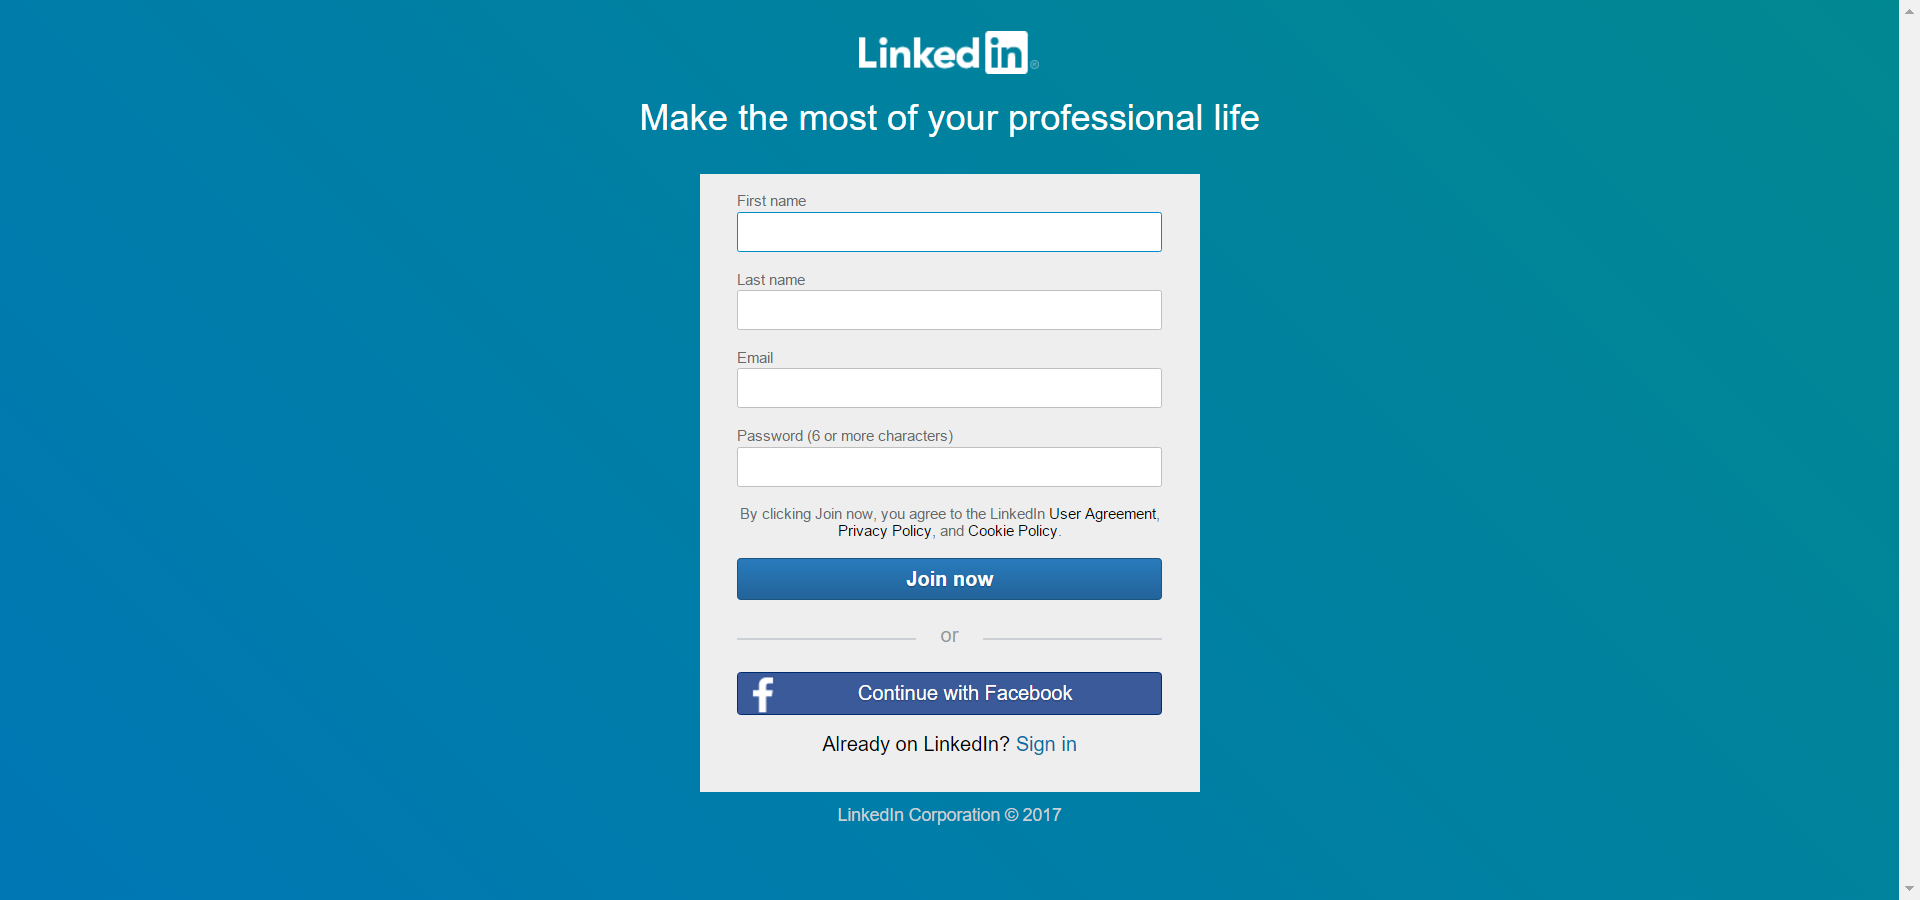 Linked in ®
Make the most of your professional life
First name
Last name
Email
Password (6 or more characters)
By clicking Join now, you agree to the LinkedIn User Agreement,
Privacy Policy, and Cookie Policy.
Join now
or
f Continue with Facebook
Already on LinkedIn? Sign in
LinkedIn Corporation © 2017